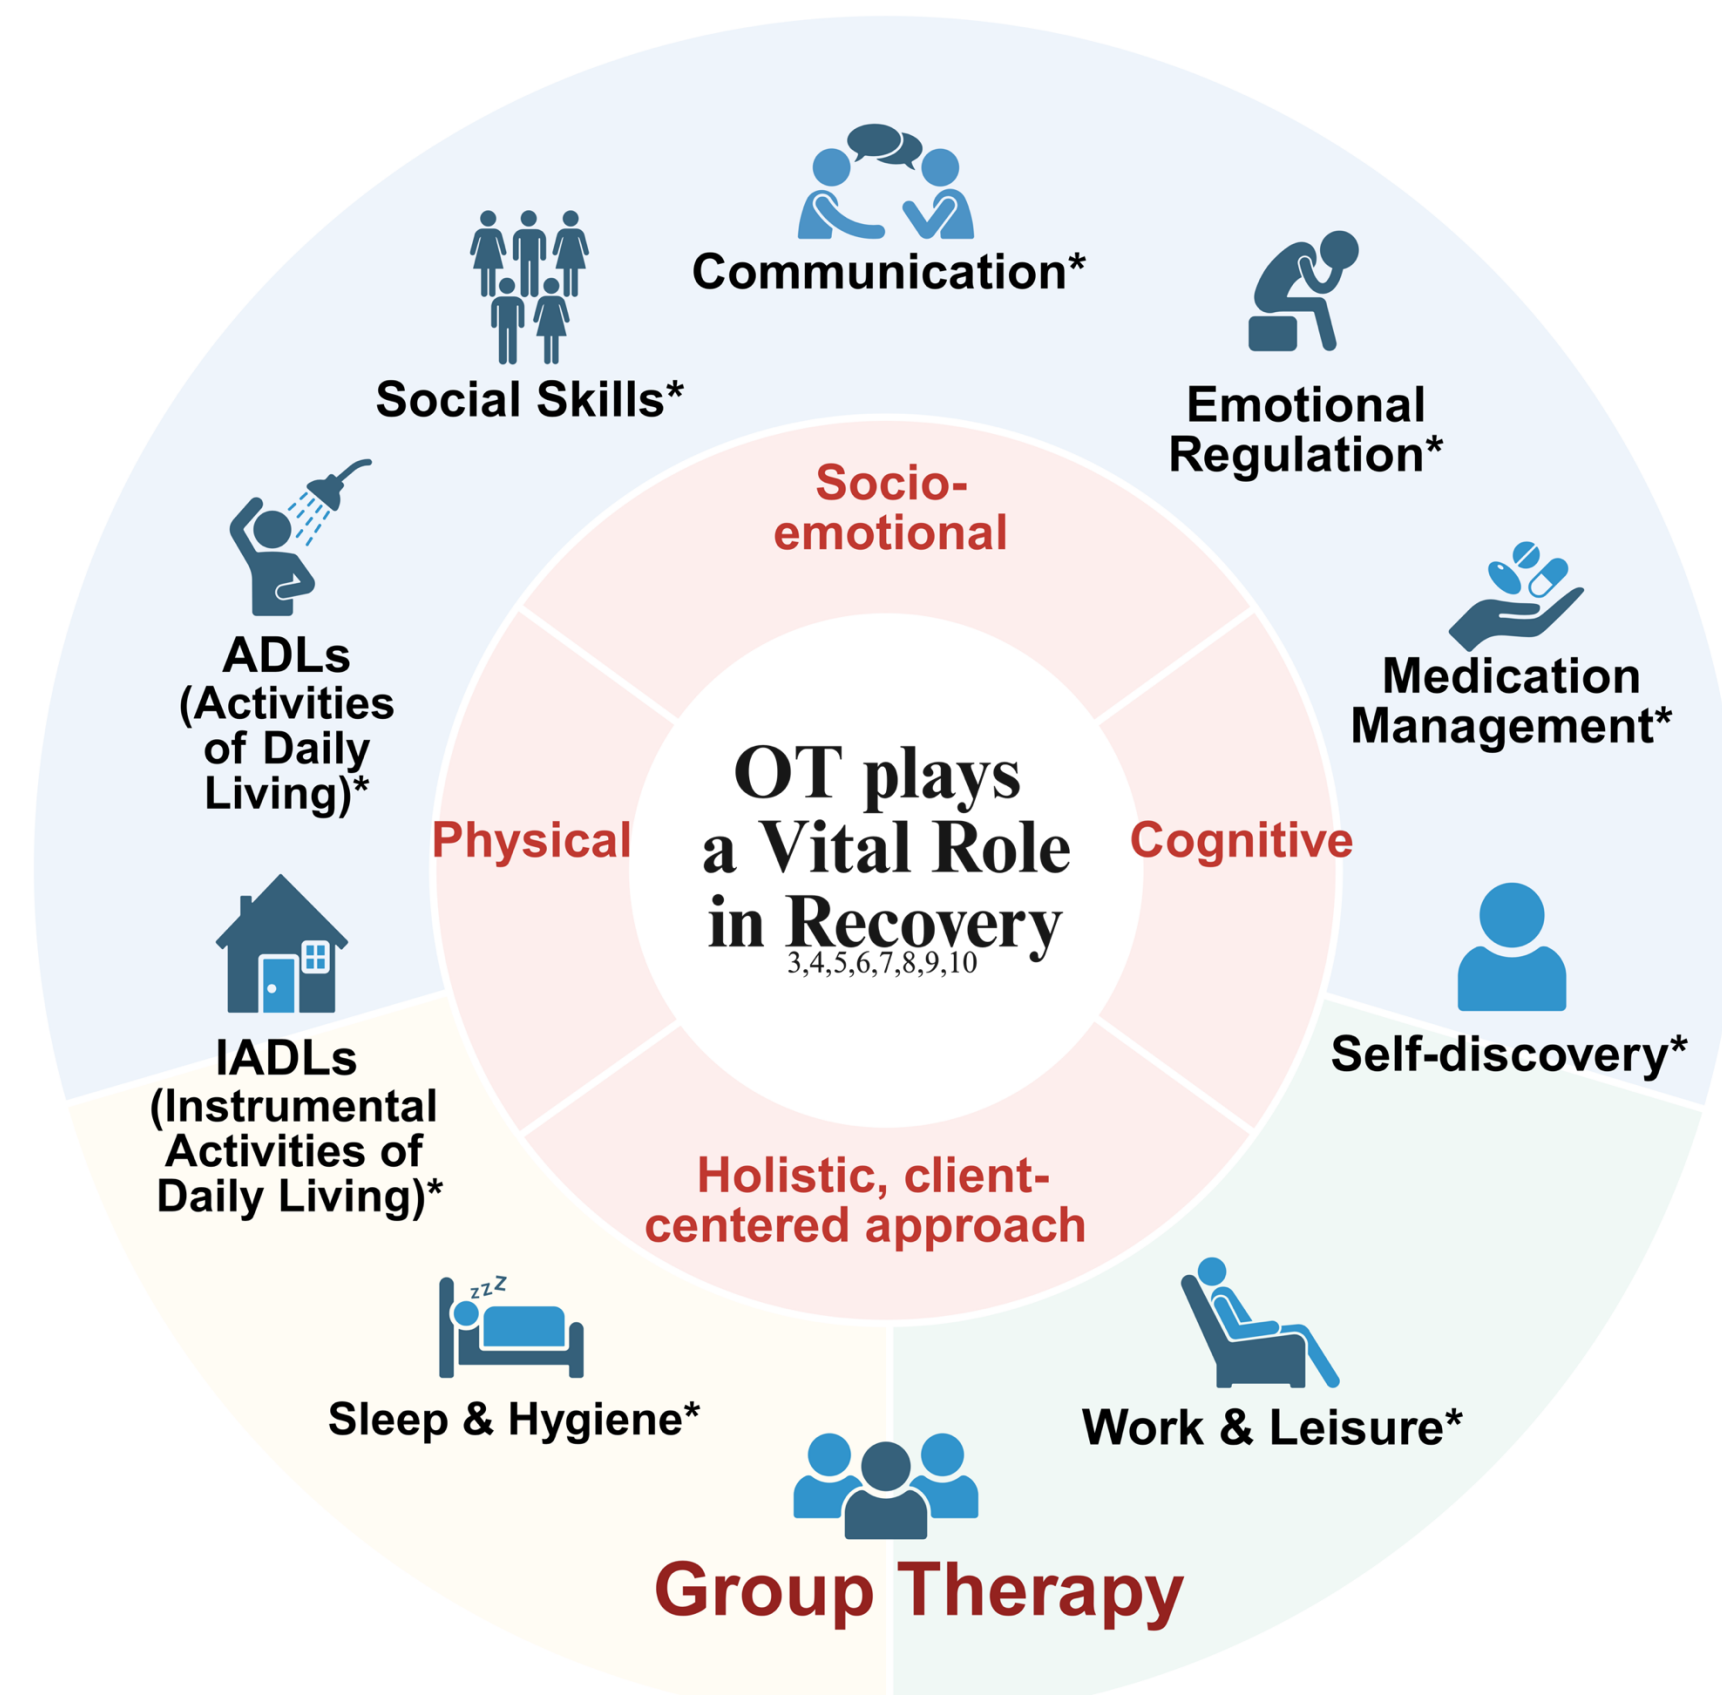 Communication*
Social Skills*
Emotional
Regulation*
Socio-
emotional
ADLs
(Activities
of Daily
Living)*
Medication
Management*
Physical
OT plays
a Vital Role
in Recovery
3,4,5,6,7,8,9,10
Cognitive
IADLs
(Instrumental
Activities of
Daily Living)*
Self-discovery*
Holistic, client-
centered approach
zzz
Sleep & Hygiene*
Work & Leisure*
Group Therapy